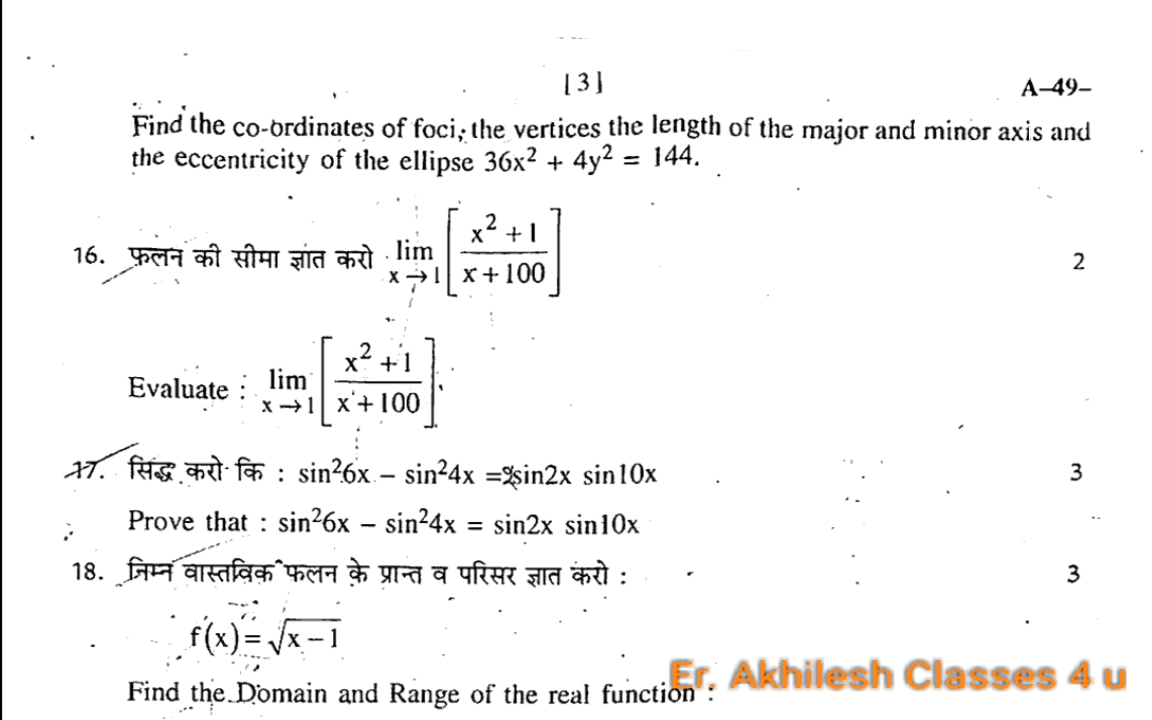 [3]
A-49-
Find the co-ordinates of foci, the vertices the length of the major and minor axis and
the eccentricity of the ellipse 36x² + 4y² = 144.
16. फलन की सीमा ज्ञात करो lim x→1 [x² + 1 / x + 100] 2
Evaluate : lim x→1 [x² + 1 / x + 100].
17. सिद्ध करो कि : sin²6x – sin²4x = sin2x sin10x 3
Prove that : sin²6x – sin²4x = sin2x sin10x
18. निम्न वास्तविक फलन के प्रान्त व परिसर ज्ञात करो : 3
f(x) = √x – 1
Find the Domain and Range of the real function :
Er. Akhilesh Classes 4 u